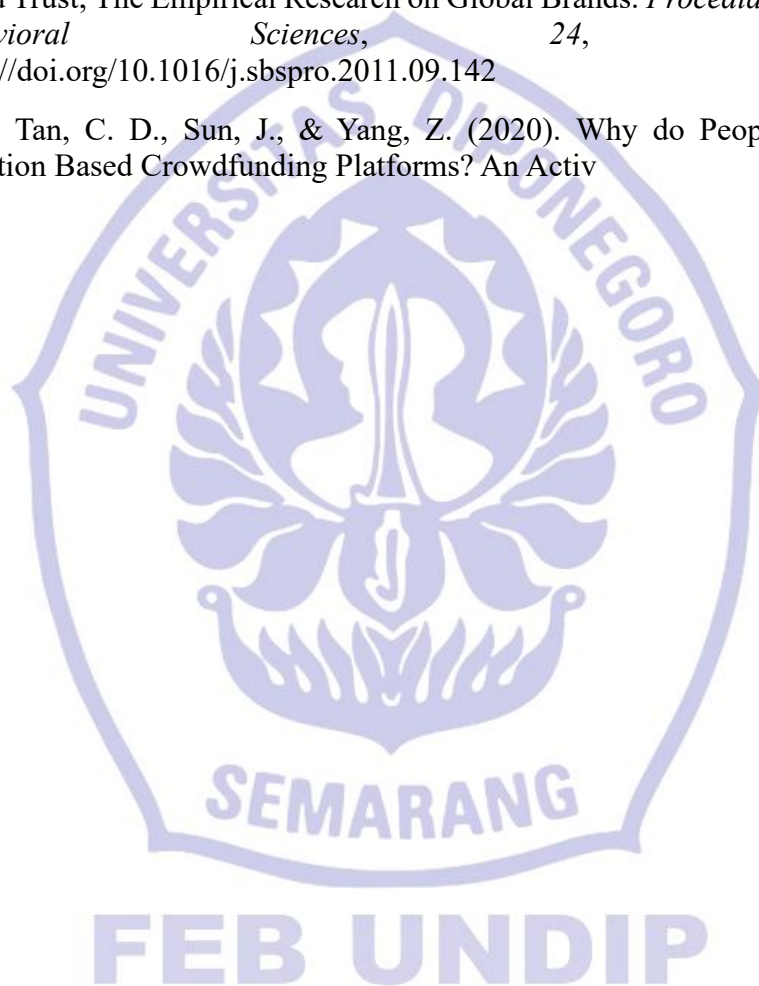 Trust, The Empirical Research on Global Brands. Procedia
vioral Sciences, 24,
//doi.org/10.1016/j.sbspro.2011.09.142
Tan, C. D., Sun, J., & Yang, Z. (2020). Why do Peop
tion Based Crowdfunding Platforms? An Activ
UNIVERSITAS DIPONEGORO
SEMARANG
FEB UNDIP